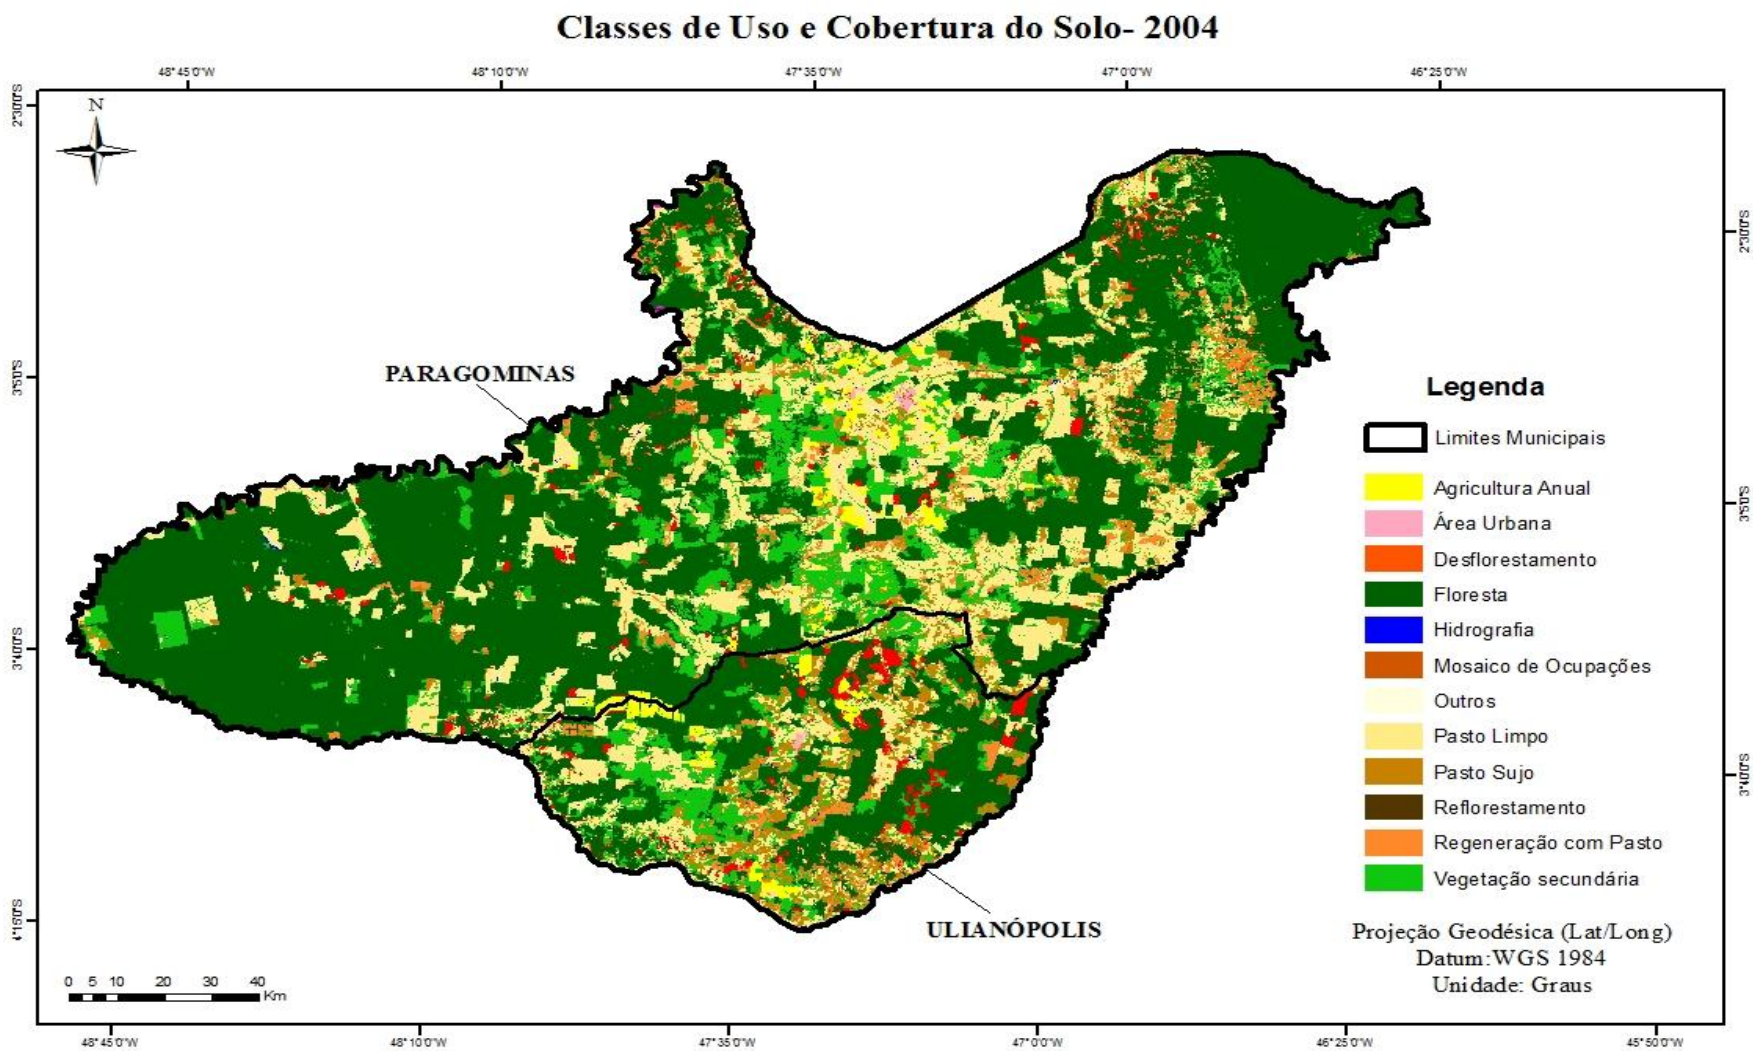 Classes de Uso e Cobertura do Solo- 2004
48°45'0"W 48°10'0"W 47°35'0"W 47°0'0"W 46°25'0"W
N
PARAGOMINAS
ULIANÓPOLIS
Legenda
Limites Municipais
Agricultura Anual
Área Urbana
Desflorestamento
Floresta
Hidrografia
Mosaico de Ocupações
Outros
Pasto Limpo
Pasto Sujo
Reflorestamento
Regeneração com Pasto
Vegetação secundária
Projeção Geodésica (Lat/Long)
Datum:WGS 1984
Unidade: Graus
0 5 10 20 30 40
Km
48°45'0"W 48°10'0"W 47°35'0"W 47°0'0"W 46°25'0"W 45°50'0"W